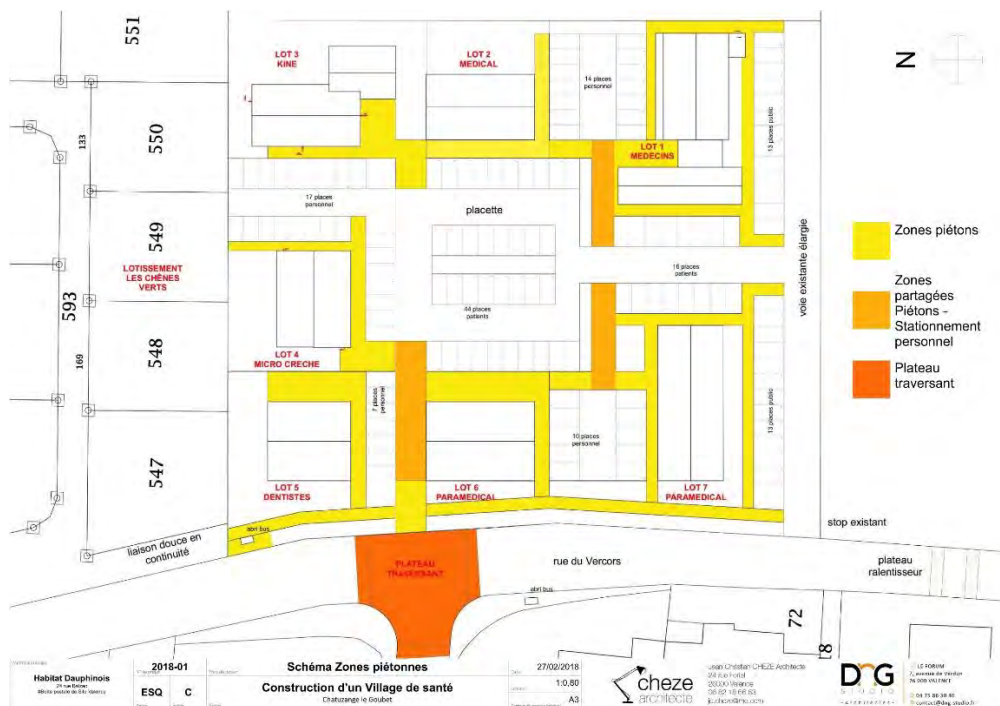 551
LOT 3
KINE
LOT 2
MEDICAL
14 places
personnel
N
550
133
LOT 1
MEDECINS
13 places public
17 places
personnel
placette
549
LOTISSEMENT
LES CHÊNES
VERTS
593
voie existante élargie
Zones piétons
16 places
patients
44 places
patients
Zones
partagées
Piétons -
Stationnement
personnel
548
169
LOT 4
MICRO CRECHE
Plateau
traversant
7 places personnel
10 places
personnel
13 places public
547
LOT 5
DENTISTES
LOT 6
PARAMEDICAL
LOT 7
PARAMEDICAL
stop existant
abri bus
liaison douce en
continuité
PLATEAU
TRAVERSANT
rue du Vercors
plateau
ralentisseur
abri bus
72
Habitat Dauphinois
2018-01
ESQ
C
Schéma Zones piétonnes
Construction d'un Village de santé
Chatuzange le Goubet
27/02/2018
1:0,80
A3
cheze
architecte
Jean Christian CHEZE Architecte
26000 Valence
DNG
STUDIO
LE FORUM